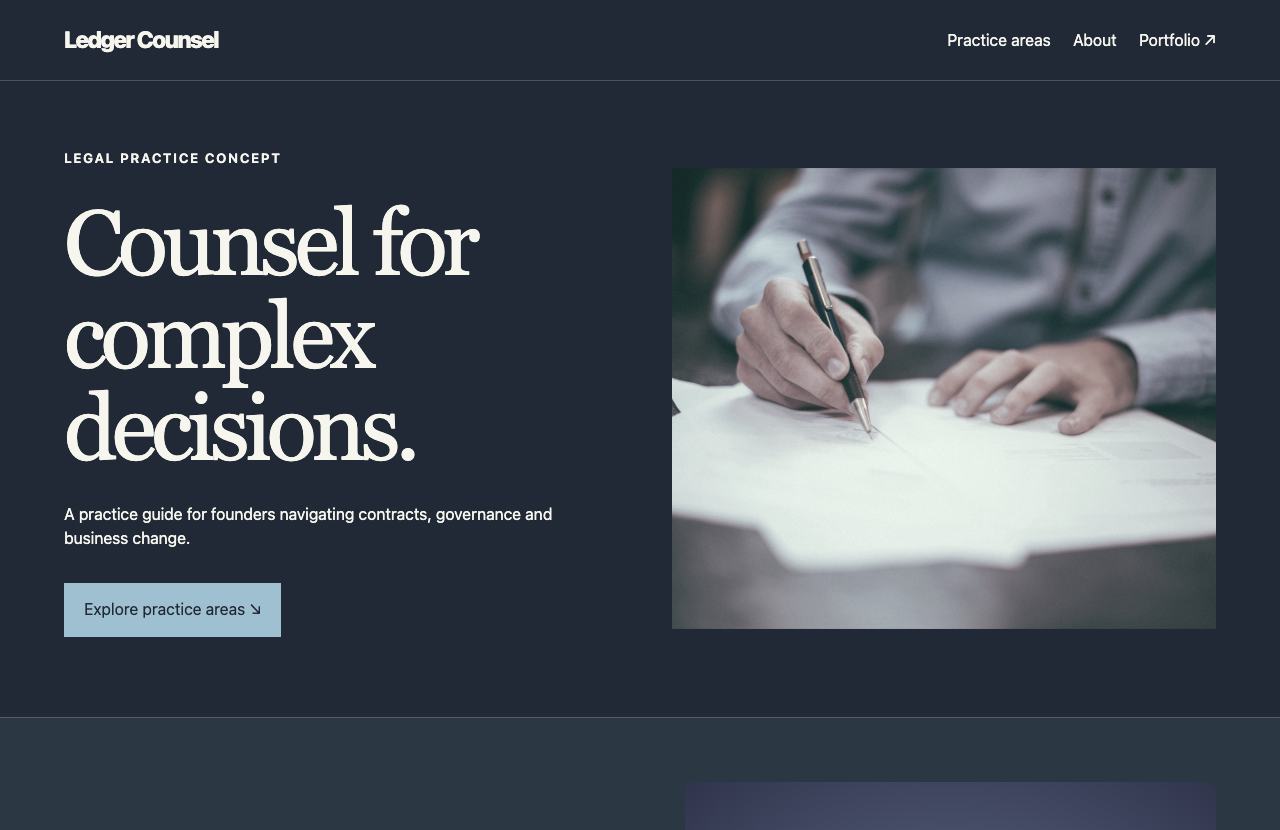 Ledger Counsel
Practice areas
About
Portfolio ↗
LEGAL PRACTICE CONCEPT
Counsel for
complex
decisions.
A practice guide for founders navigating contracts, governance and
business change.
Explore practice areas ↘